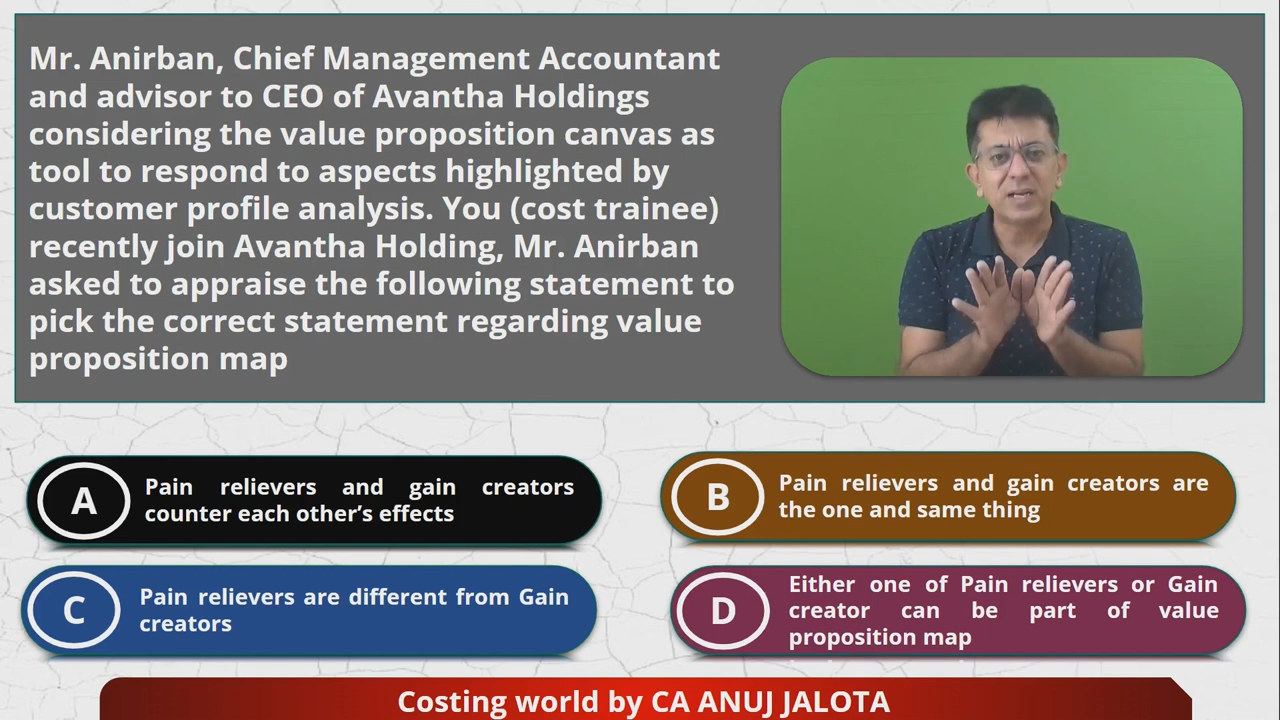 Mr. Anirban, Chief Management Accountant
and advisor to CEO of Avantha Holdings
considering the value proposition canvas as
tool to respond to aspects highlighted by
customer profile analysis. You (cost trainee)
recently join Avantha Holding, Mr. Anirban
asked to appraise the following statement to
pick the correct statement regarding value
proposition map
A
Pain relievers and gain creators
counter each other's effects
B
Pain relievers and gain creators are
the one and same thing
C
Pain relievers are different from Gain
creators
D
Either one of Pain relievers or Gain
creator can be part of value
proposition map
Costing world by CA ANUJ JALOTA